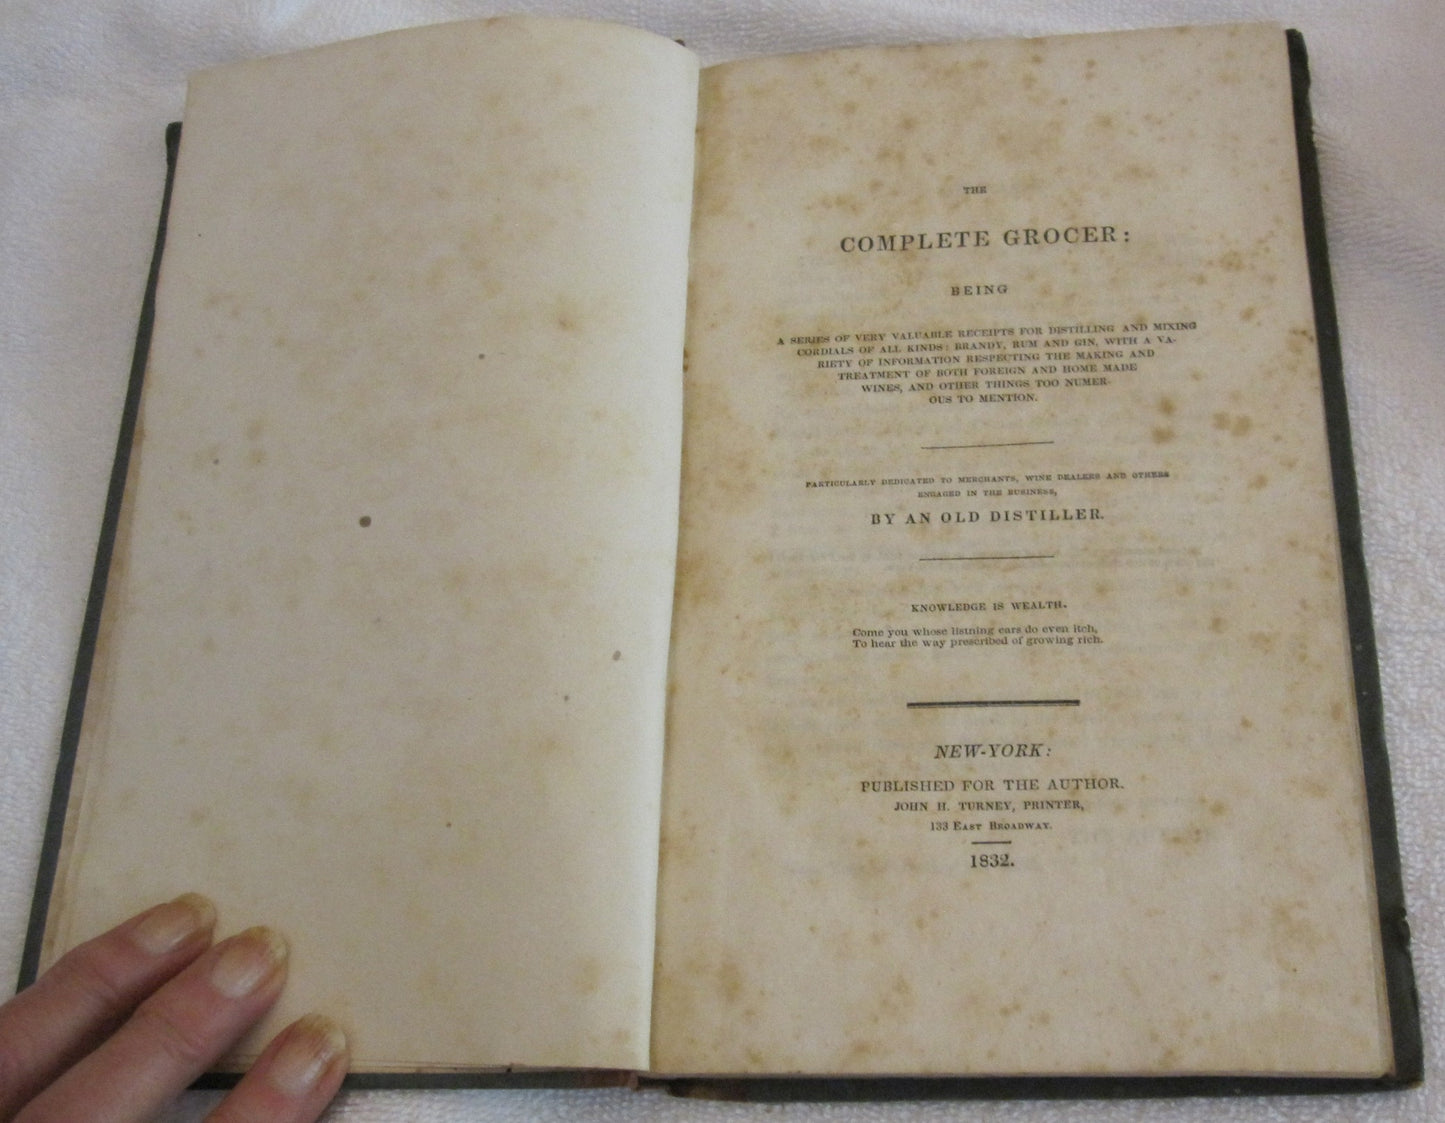 THE
COMPLETE GROCER:
BEING
A SERIES OF VERY VALUABLE RECEIPTS FOR DISTILLING AND MIXING
CORDIALS OF ALL KINDS: BRANDY, RUM AND GIN, WITH A VA-
RIETY OF INFORMATION RESPECTING THE MAKING AND
TREATMENT OF BOTH FOREIGN AND HOME MADE
WINES, AND OTHER THINGS TOO NUMER-
OUS TO MENTION.
PARTICULARLY DEDICATED TO MERCHANTS, WINE DEALERS AND OTHERS
ENGAGED IN THE BUSINESS,
BY AN OLD DISTILLER.
KNOWLEDGE IS WEALTH.
Come you whose listning ears do even itch,
To hear the way prescribed of growing rich.
NEW-YORK:
PUBLISHED FOR THE AUTHOR.
JOHN H. TURNEY, PRINTER,
133 EAST BROADWAY.
1832.